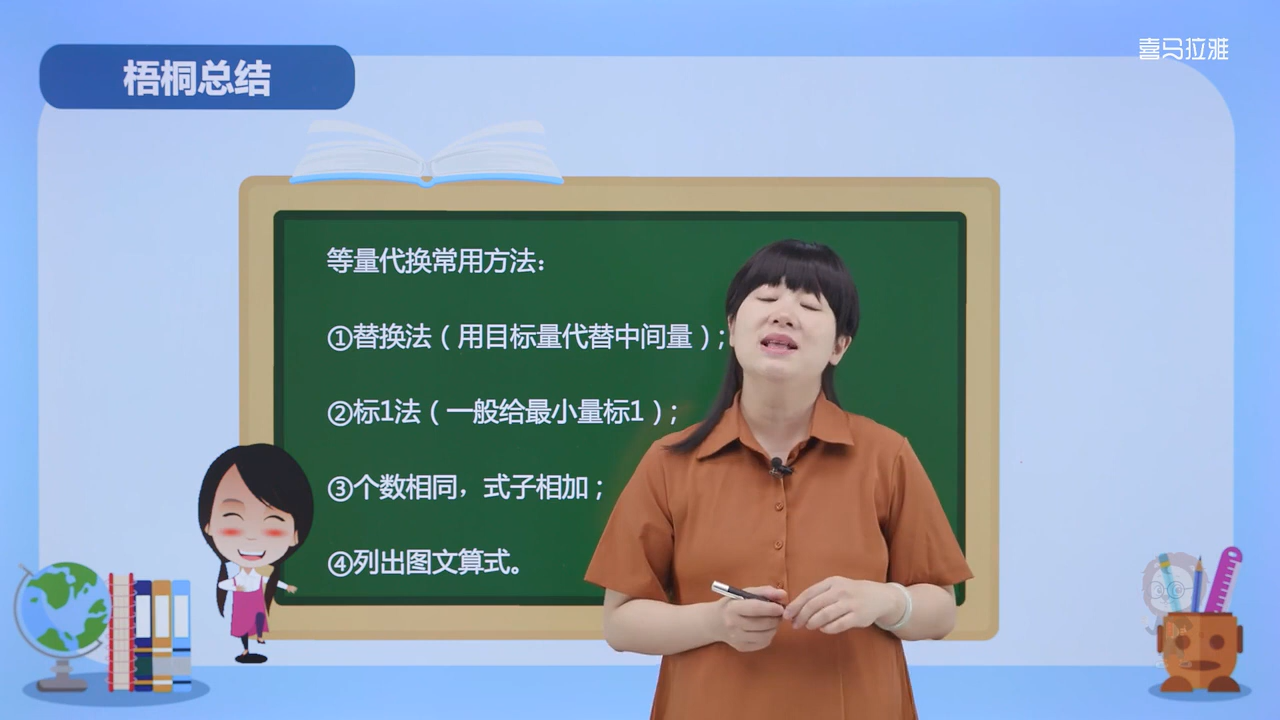 梧桐总结
喜马拉雅
等量代换常用方法：
①替换法（用目标量代替中间量）；
②标1法（一般给最小量标1）；
③个数相同，式子相加；
④列出图文算式。